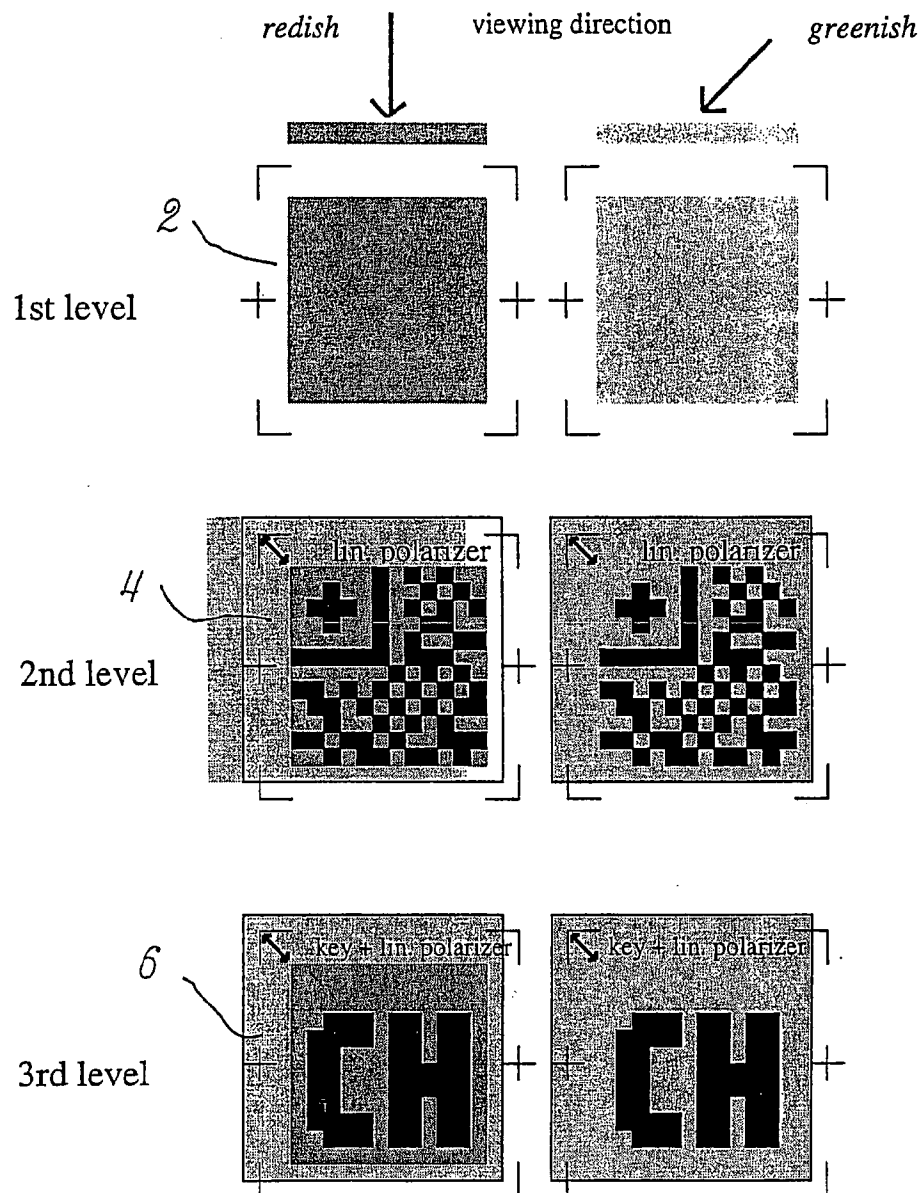 redish viewing direction greenish
2
1st level
lin. polarizer lin. polarizer
4
2nd level
key + lin. polarizer key + lin. polarizer
6
3rd level
CH CH